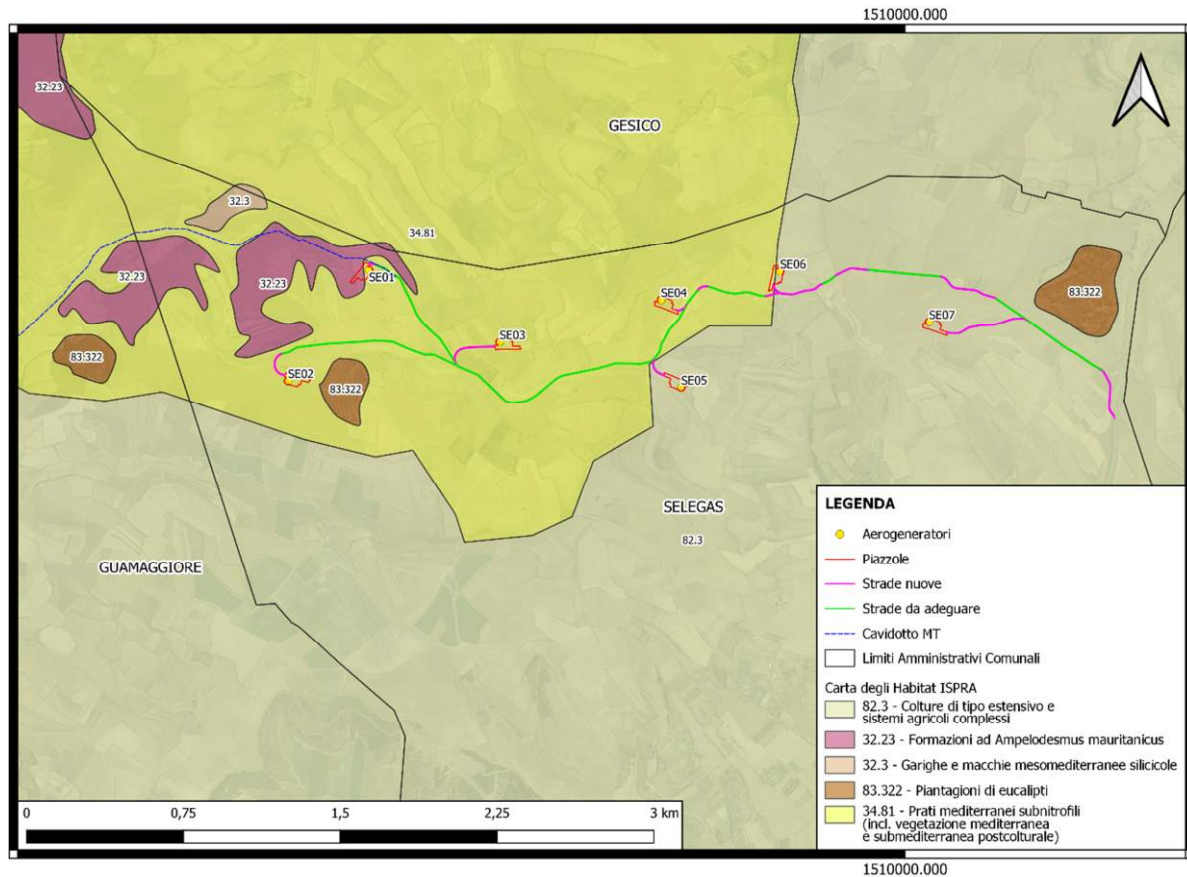 1510000.000
32.23
GESICO
32.3
34.81
32.23
32.23
SE01
SE06
SE04
83.322
SE07
SE03
83.322
SE02
83.322
SE05
SELEGAS
82.3
GUAMAGGIORE
LEGENDA
Aerogeneratori
Piazzole
Strade nuove
Strade da adeguare
Cavidotto MT
Limiti Amministrativi Comunali
Carta degli Habitat ISPRA
82.3 - Colture di tipo estensivo e
sistemi agricoli complessi
32.23 - Formazioni ad Ampelodesmus mauritanicus
32.3 - Garighe e macchie mesomediterranee silicicole
83.322 - Piantagioni di eucalipti
34.81 - Prati mediterranei subnitrofili
(incl. vegetazione mediterranea
e submediterranea postcolturale)
0 0,75 1,5 2,25 3 km
1510000.000